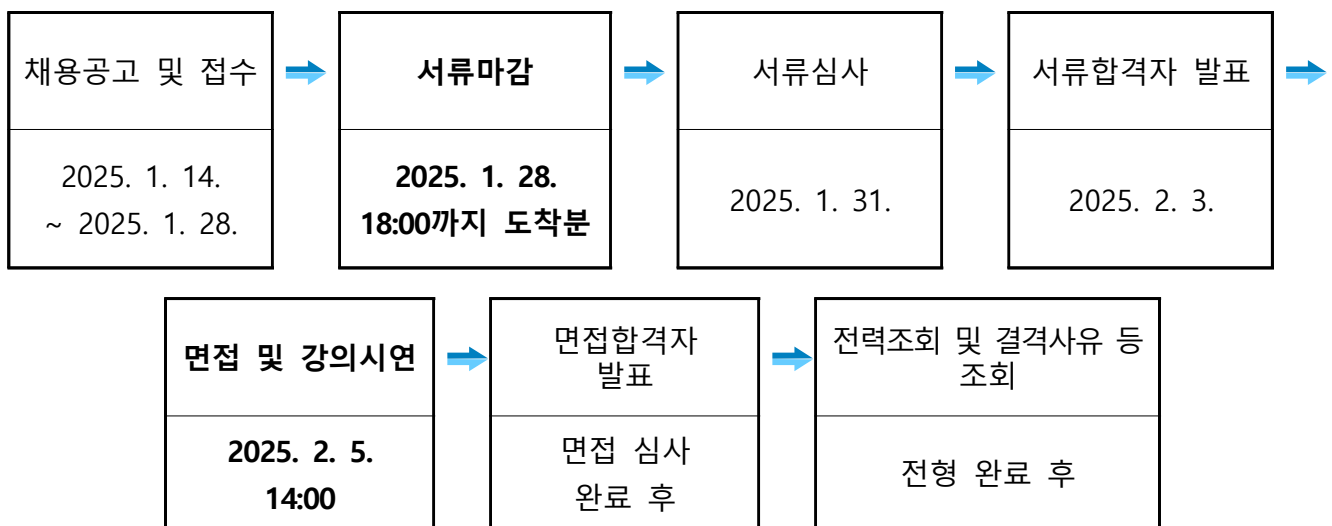 채용공고 및 접수
2025. 1. 14.
~ 2025. 1. 28.
서류마감
2025. 1. 28.
18:00까지 도착분
서류심사
2025. 1. 31.
서류합격자 발표
2025. 2. 3.
면접 및 강의시연
2025. 2. 5.
14:00
면접합격자
발표
면접 심사
완료 후
전력조회 및 결격사유 등
조회
전형 완료 후